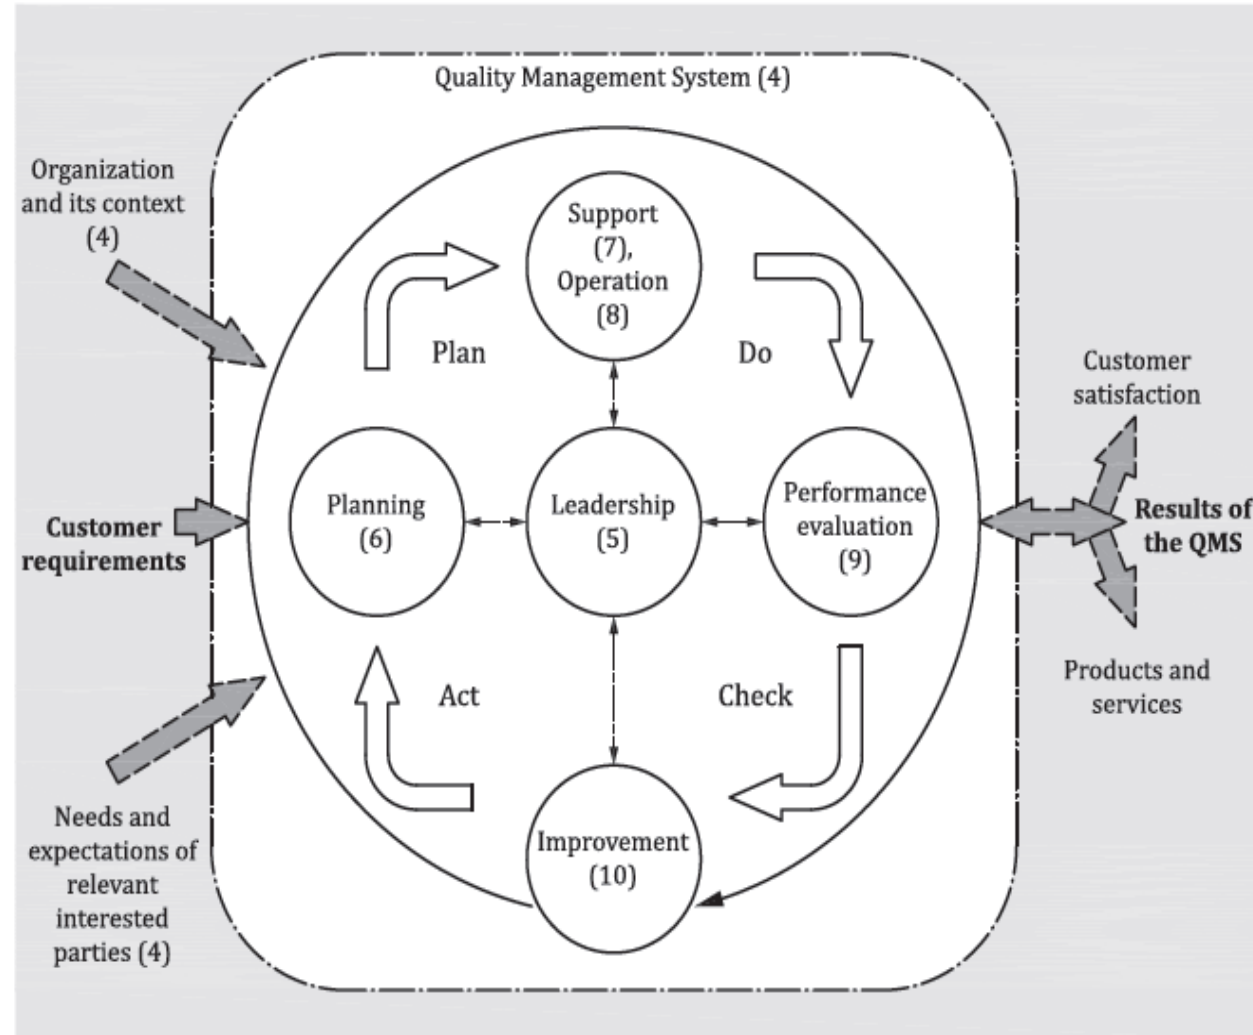 Quality Management System (4)
Organization
and its context
(4)
Support
(7),
Operation
(8)
Plan
Do
Customer
satisfaction
Planning
(6)
Leadership
(5)
Performance
evaluation
(9)
Customer
requirements
Results of
the QMS
Act
Check
Products and
services
Improvement
(10)
Needs and
expectations of
relevant
interested
parties (4)